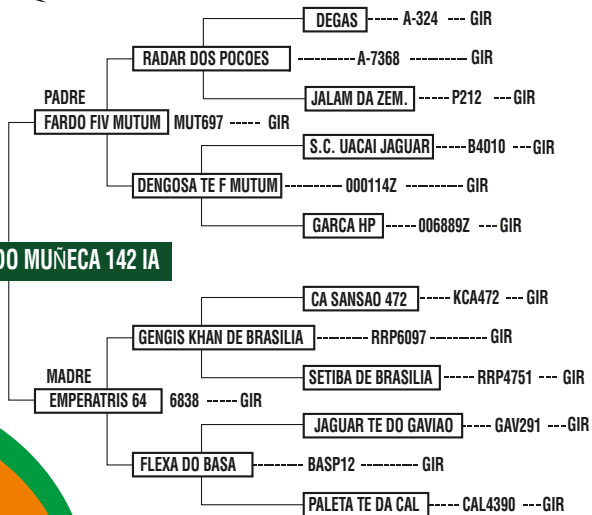 DEGAS ----- A-324 --- GIR
RADAR DOS POCOES ----------A-7368 ------- GIR
JALAM DA ZEM. -----P212 ---GIR
PADRE
FARDO FIV MUTUM MUT697 ----- GIR
S.C. UACAI JAGUAR -----B4010 ---GIR
DENGOSA TE F MUTUM ---------- 000114Z --------- GIR
GARCA HP ----- 006889Z --- GIR
DO MUÑECA 142 IA
CA SANSAO 472 ----- KCA472 --- GIR
GENGIS KHAN DE BRASILIA --------- RRP6097 ---------- GIR
SETIBA DE BRASILIA ----- RRP4751 --- GIR
MADRE
EMPERATRIS 64 6838 ----- GIR
JAGUAR TE DO GAVIAO ----- GAV291 ---GIR
FLEXA DO BASA --------- BASP12 ---------- GIR
PALETA TE DA CAL ----- CAL4390 ---GIR